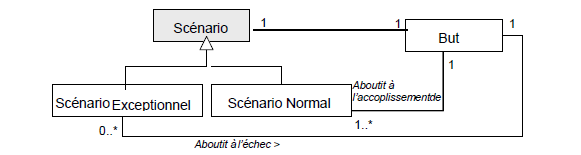 Scénario
1
1
But
1
1
Scénario Exceptionnel
Scénario Normal
Aboutit à
l'accoplissementde
0..*
1..*
Aboutit à l'échec >